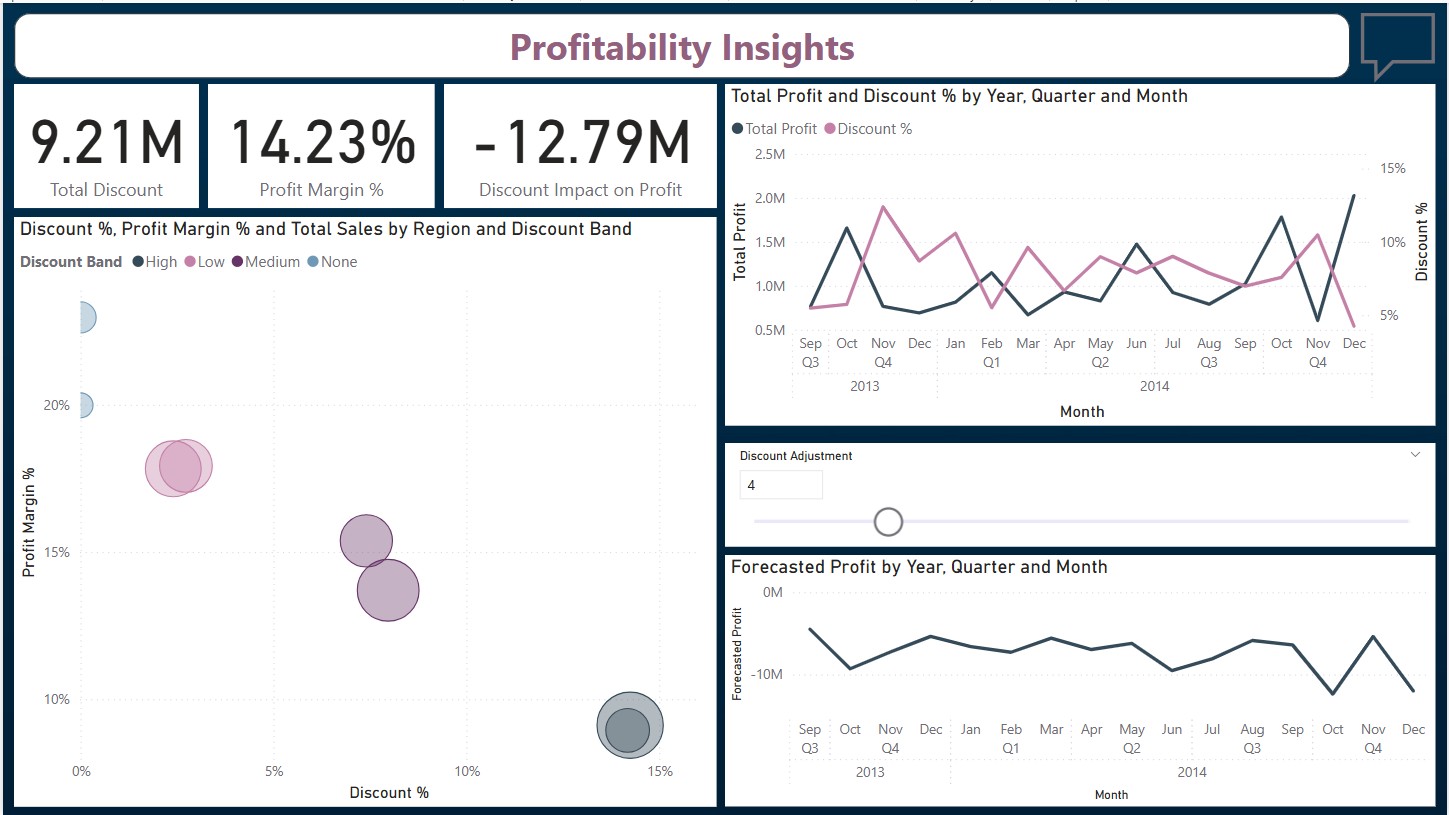 Profitability Insights
9.21M
Total Discount
14.23%
Profit Margin %
-12.79M
Discount Impact on Profit
Discount %, Profit Margin % and Total Sales by Region and Discount Band
Discount Band High Low Medium None
Profit Margin %
20%
15%
10%
0% 5% 10% 15%
Discount %
Total Profit and Discount % by Year, Quarter and Month
Total Profit Discount %
Total Profit
2.5M
2.0M
1.5M
1.0M
0.5M
15%
10%
5%
Discount %
Sep Oct Nov Dec Jan Feb Mar Apr May Jun Jul Aug Sep Oct Nov Dec
Q3 Q4 Q1 Q2 Q3 Q4
2013 2014
Month
Discount Adjustment
4
Forecasted Profit by Year, Quarter and Month
Forecasted Profit
0M
-10M
Sep Oct Nov Dec Jan Feb Mar Apr May Jun Jul Aug Sep Oct Nov Dec
Q3 Q4 Q1 Q2 Q3 Q4
2013 2014
Month